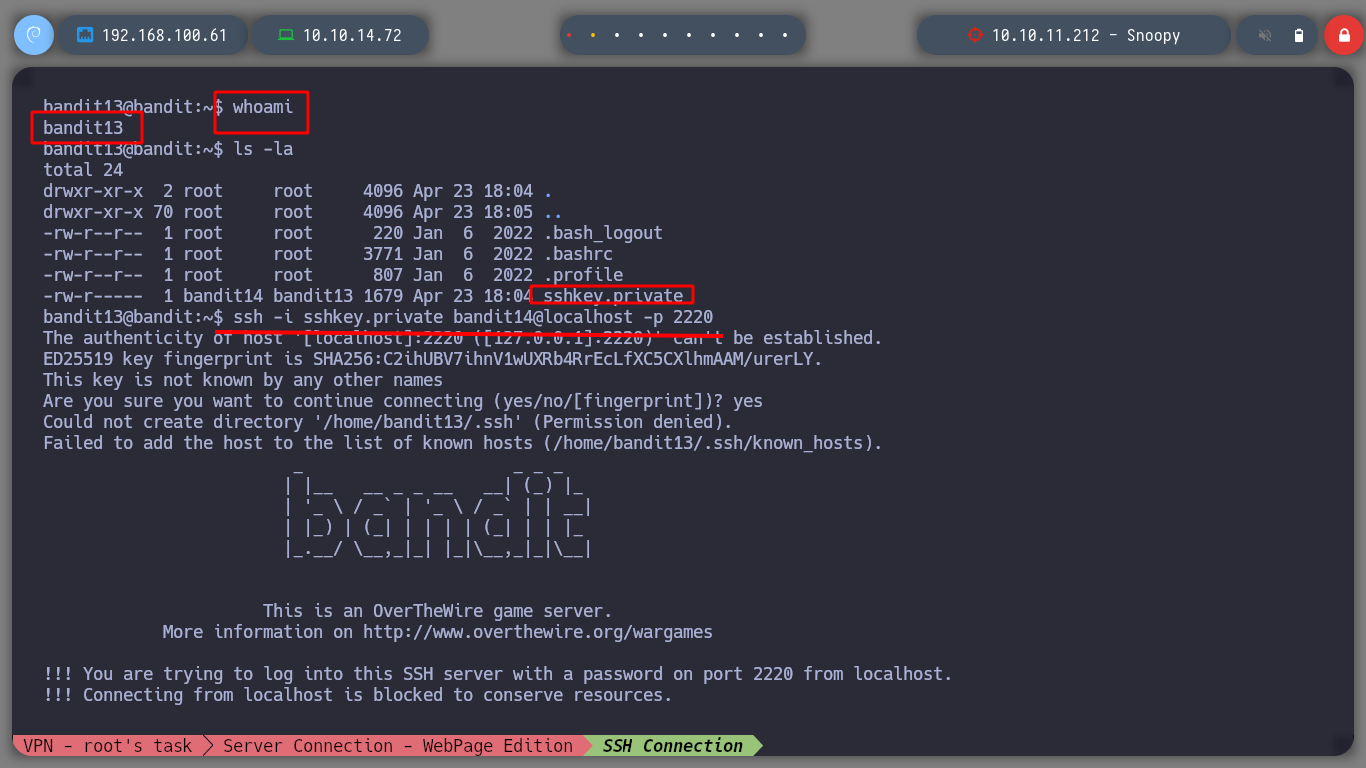 192.168.100.61
10.10.14.72
10.10.11.212 - Snoopy
bandit13@bandit:~$ whoami
bandit13
bandit13@bandit:~$ ls -la
total 24
drwxr-xr-x  2 root     root     4096 Apr 23 18:04 .
drwxr-xr-x 70 root     root     4096 Apr 23 18:05 ..
-rw-r--r--  1 root     root      220 Jan  6  2022 .bash_logout
-rw-r--r--  1 root     root     3771 Jan  6  2022 .bashrc
-rw-r--r--  1 root     root      807 Jan  6  2022 .profile
-rw-r-----  1 bandit14 bandit13 1679 Apr 23 18:04 sshkey.private
bandit13@bandit:~$ ssh -i sshkey.private bandit14@localhost -p 2220
The authenticity of host '[localhost]:2220 ([127.0.0.1]:2220)' can't be established.
ED25519 key fingerprint is SHA256:C2ihUBV7ihnV1wUXRb4RrEcLfXC5CXlhmAAM/urerLY.
This key is not known by any other names
Are you sure you want to continue connecting (yes/no/[fingerprint])? yes
Could not create directory '/home/bandit13/.ssh' (Permission denied).
Failed to add the host to the list of known hosts (/home/bandit13/.ssh/known_hosts).
bandit
This is an OverTheWire game server.
More information on http://www.overthewire.org/wargames
!!! You are trying to log into this SSH server with a password on port 2220 from localhost.
!!! Connecting from localhost is blocked to conserve resources.
VPN - root's task
Server Connection - WebPage Edition
SSH Connection